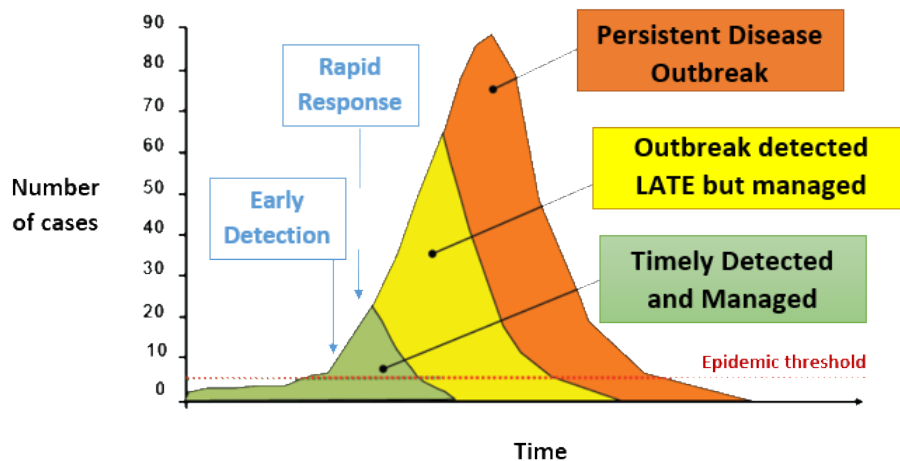 90
80
70
60
50
40
30
20
10
0
Number
of cases
Time
Rapid
Response
Early
Detection
Persistent Disease
Outbreak
Outbreak detected
LATE but managed
Timely Detected
and Managed
Epidemic threshold